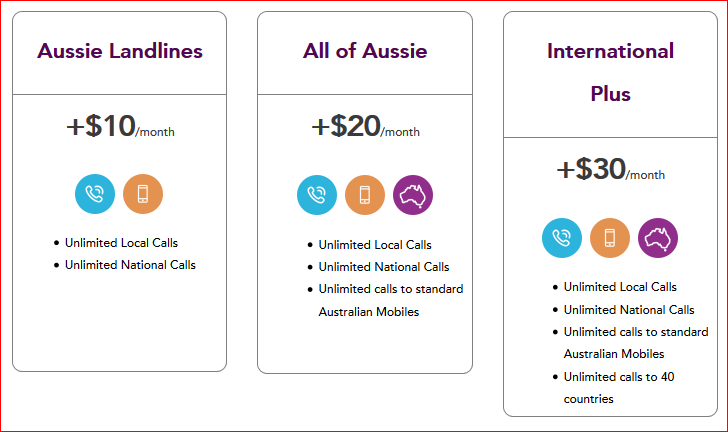 Aussie Landlines
+$10/month
Unlimited Local Calls
Unlimited National Calls
All of Aussie
+$20/month
Unlimited Local Calls
Unlimited National Calls
Unlimited calls to standard
Australian Mobiles
International
Plus
+$30/month
Unlimited Local Calls
Unlimited National Calls
Unlimited calls to standard
Australian Mobiles
Unlimited calls to 40
countries